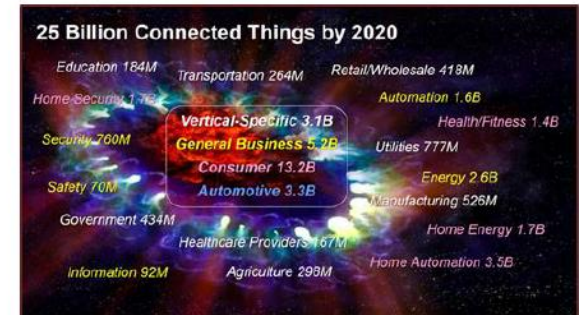 25 Billion Connected Things by 2020
Education 184M
Transportation 264M
Retail/Wholesale 418M
Home Security 1.7B
Automation 1.6B
Vertical-Specific 3.1B
Health/Fitness 1.4B
Security 760M
General Business 5.2B
Utilities 777M
Consumer 13.2B
Safety 70M
Automotive 3.3B
Energy 2.6B
Manufacturing 526M
Government 434M
Home Energy 1.7B
Healthcare Providers 167M
Information 92M
Agriculture 298M
Home Automation 3.5B